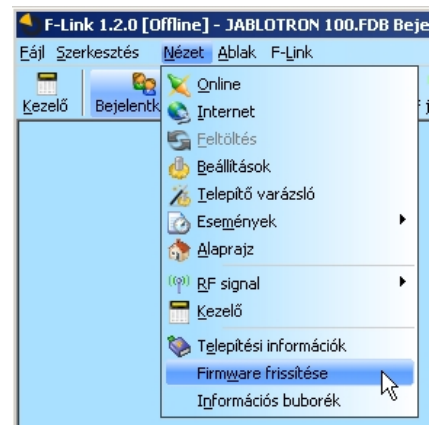 F-Link 1.2.0 [Offline] - JABLOTRON 100.FDB Beje
Fájl Szerkesztés Nézet Ablak F-Link
Kezelő Bejelentk
Online
Internet
Feltöltés
Beállítások
Telepítő varázsló
Események
Alaprajz
RF signal
Kezelő
Telepítési információk
Firmware frissítése
Információs buborék